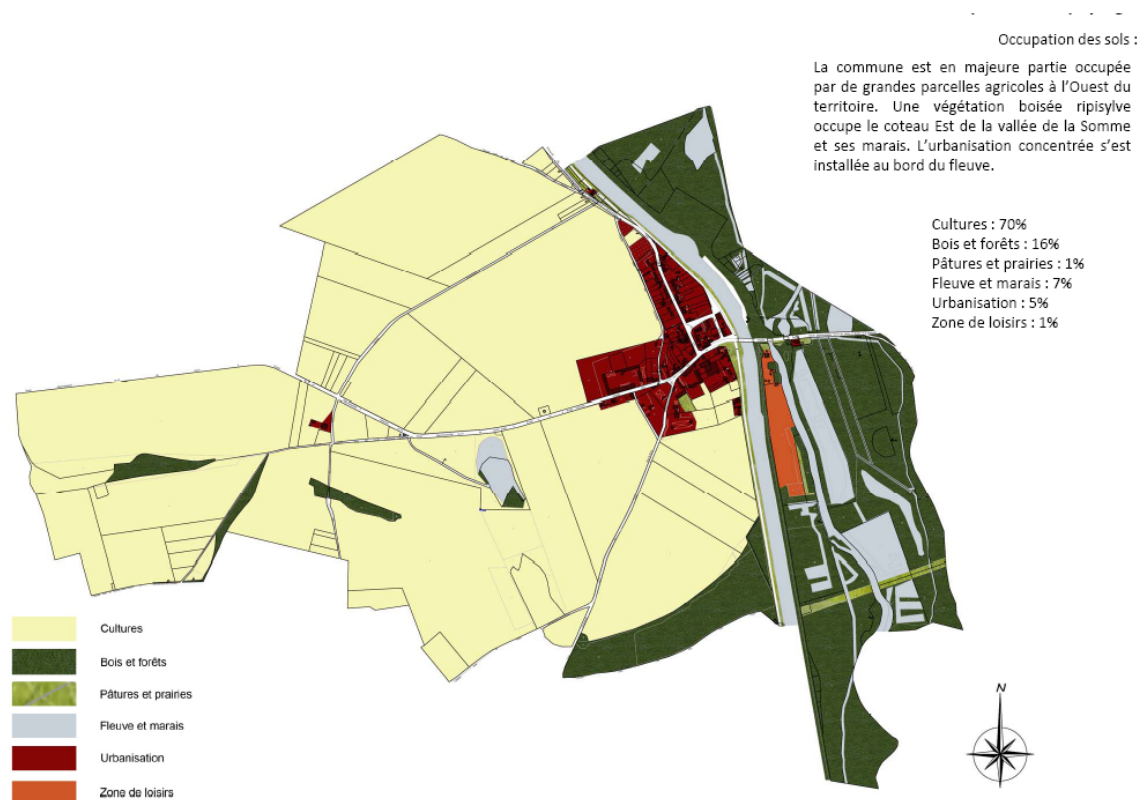 Occupation des sols :
La commune est en majeure partie occupée
par de grandes parcelles agricoles à l'Ouest du
territoire. Une végétation boisée ripisylve
occupe le coteau Est de la vallée de la Somme
et ses marais. L'urbanisation concentrée s'est
installée au bord du fleuve.
Cultures : 70%
Bois et forêts : 16%
Pâtures et prairies : 1%
Fleuve et marais : 7%
Urbanisation : 5%
Zone de loisirs : 1%
Cultures
Bois et forêts
Pâtures et prairies
Fleuve et marais
Urbanisation
Zone de loisirs
N